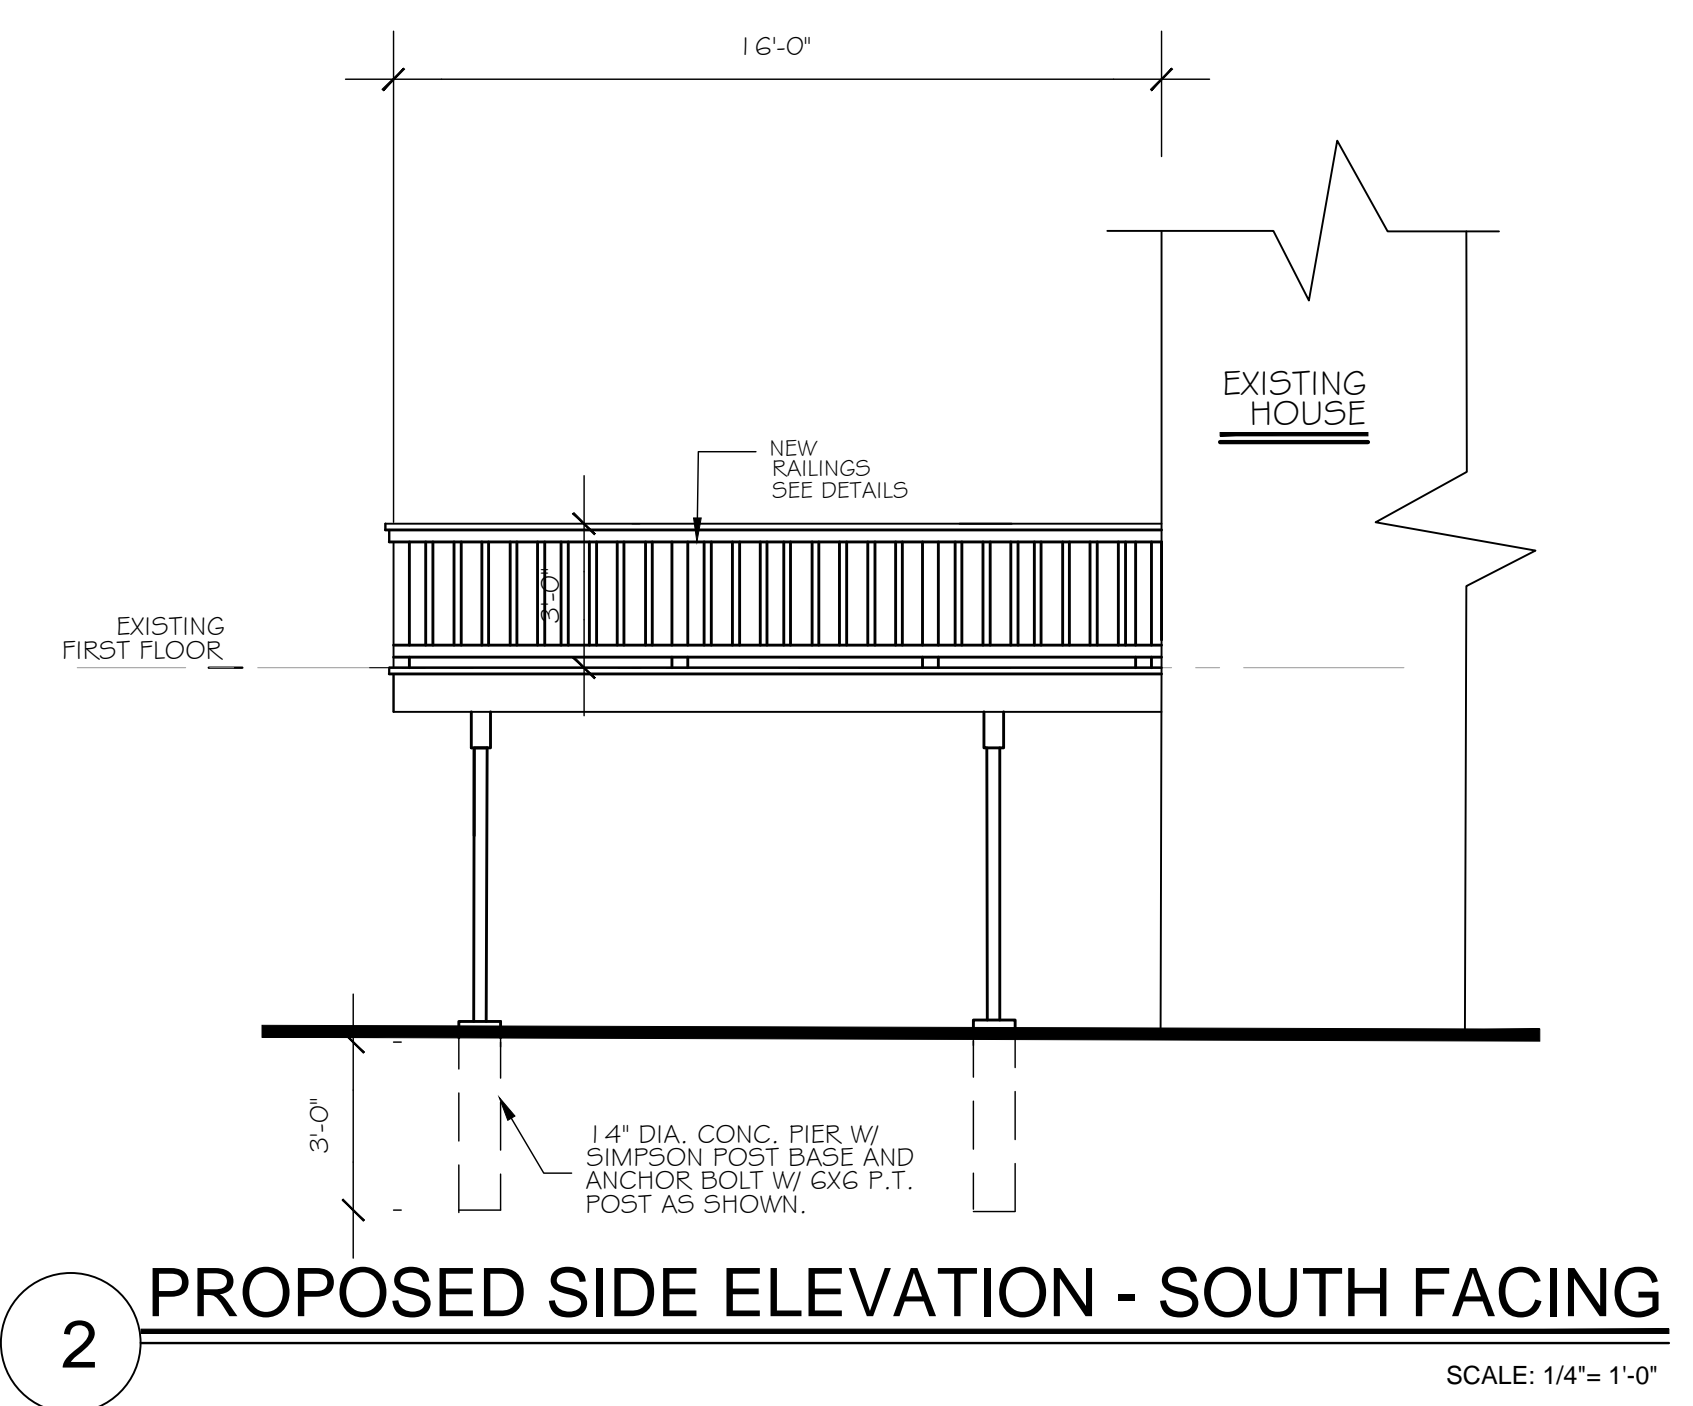 16'-0"
EXISTING
HOUSE
NEW
RAILINGS
SEE DETAILS
3'-0"
EXISTING
FIRST FLOOR
3'-0"
14" DIA. CONC. PIER W/
SIMPSON POST BASE AND
ANCHOR BOLT W/ 6X6 P.T.
POST AS SHOWN.
2
PROPOSED SIDE ELEVATION - SOUTH FACING
SCALE: 1/4"= 1'-0"